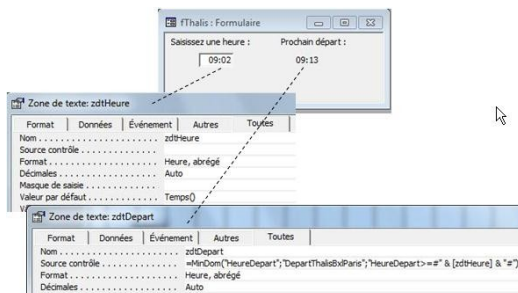 fThalis : Formulaire
Saisissez une heure :
Prochain départ :
09:02
09:13
Zone de texte: zdtHeure
Format Données Événement Autres Toutes
Nom . . . . . . . . . . . . . . . . . . . . . zdtHeure
Source contrôle . . . . . . . . . . . . . .
Format . . . . . . . . . . . . . . . . . . . Heure, abrégé
Décimales . . . . . . . . . . . . . . . . . Auto
Masque de saisie . . . . . . . . . . . . .
Valeur par défaut . . . . . . . . . . . . . Temps()
Zone de texte: zdtDepart
Format Données Événement Autres Toutes
Nom . . . . . . . . . . . . . . . . . . . . . zdtDepart
Source contrôle . . . . . . . . . . . . . . =MinDom("HeureDepart";"DepartThalisBxlParis";"HeureDepart>=#" & [zdtHeure] & "#")
Format . . . . . . . . . . . . . . . . . . . Heure, abrégé
Décimales . . . . . . . . . . . . . . . . . Auto